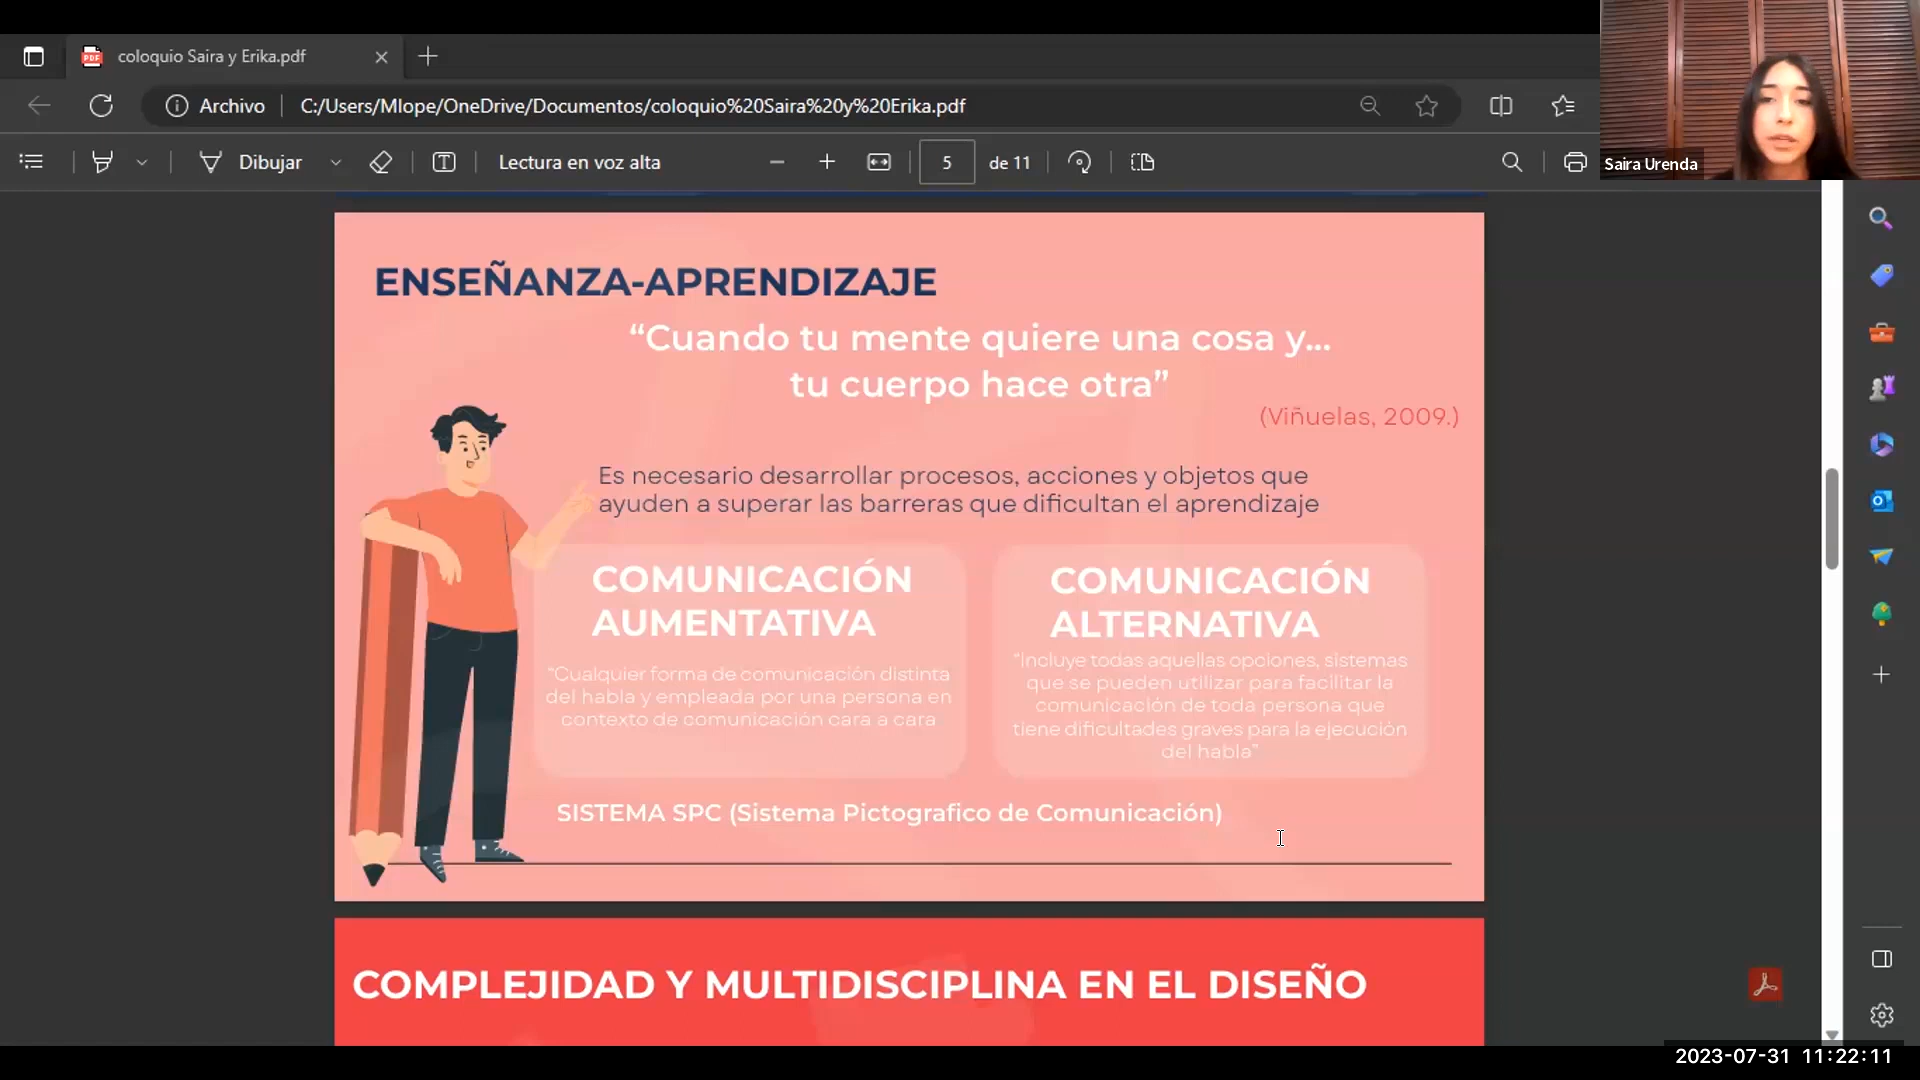 coloquio Saira y Erika.pdf
Archivo
C:/Users/Mlope/OneDrive/Documentos/coloquio%20Saira%20y%20Erika.pdf
Dibujar
Lectura en voz alta
5
de 11
Saira Urenda
ENSEÑANZA-APRENDIZAJE
“Cuando tu mente quiere una cosa y...
tu cuerpo hace otra”
(Viñuelas, 2009.)
Es necesario desarrollar procesos, acciones y objetos que
ayuden a superar las barreras que dificultan el aprendizaje
COMUNICACIÓN
AUMENTATIVA
“Cualquier forma de comunicación distinta
del habla y empleada por una persona en
contexto de comunicación cara a cara
COMUNICACIÓN
ALTERNATIVA
“Incluye todas aquellas opciones, sistemas
que se pueden utilizar para facilitar la
comunicación de toda persona que
tiene dificultades graves para la ejecución
del habla”
SISTEMA SPC (Sistema Pictografico de Comunicación)
COMPLEJIDAD Y MULTIDISCIPLINA EN EL DISEÑO
2023-07-31 11:22:11